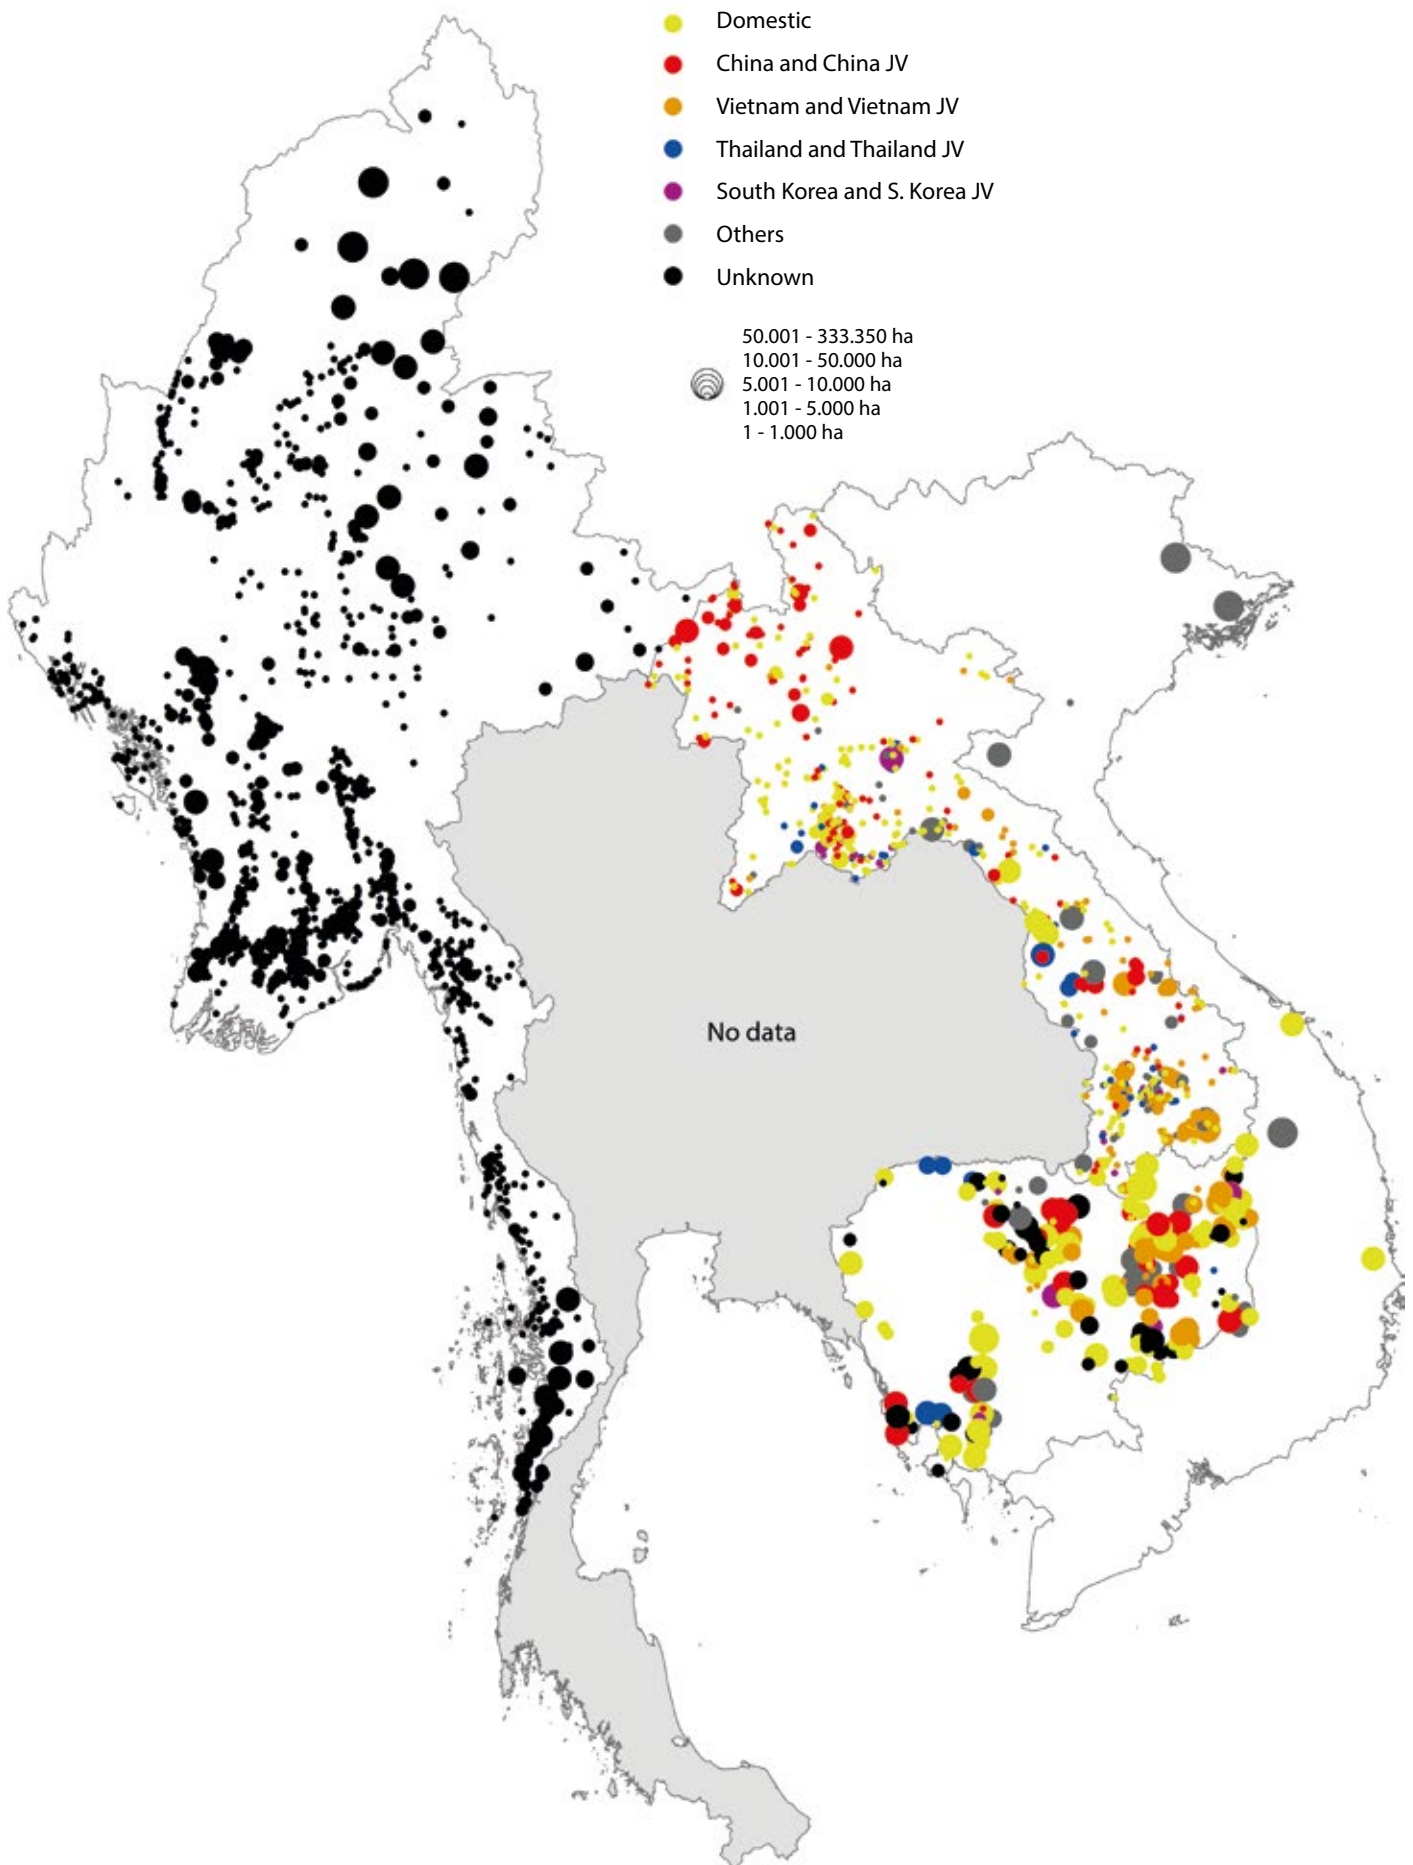 Domestic
China and China JV
Vietnam and Vietnam JV
Thailand and Thailand JV
South Korea and S. Korea JV
Others
Unknown
50.001 - 333.350 ha
10.001 - 50.000 ha
5.001 - 10.000 ha
1.001 - 5.000 ha
1 - 1.000 ha
No data